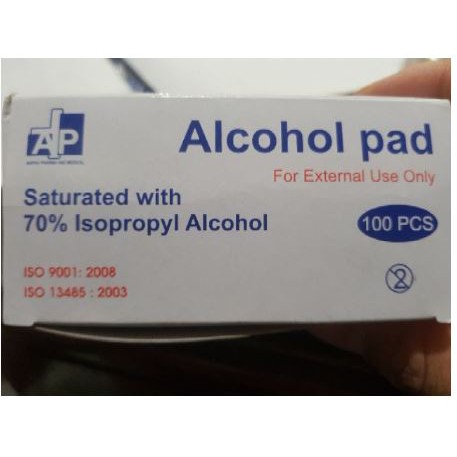 AP
Alcohol pad
For External Use Only
Saturated with
70% Isopropyl Alcohol
100 PCS
ISO 9001: 2008
ISO 13485 : 2003
2